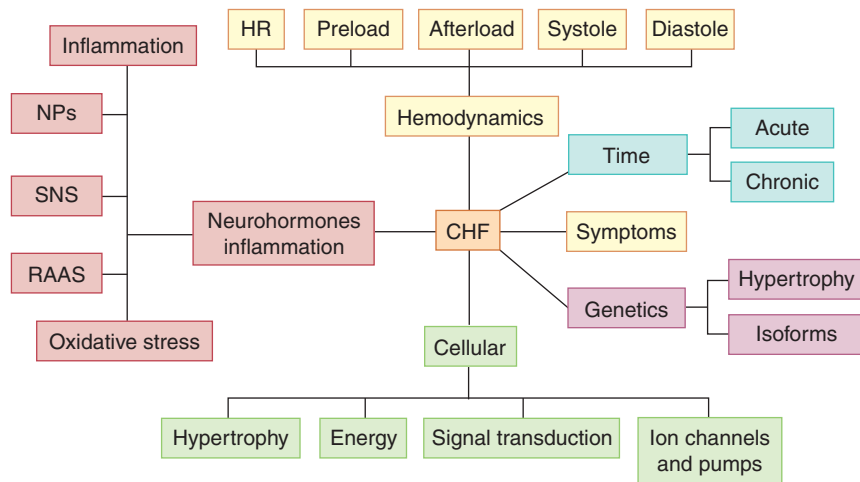 HR
Preload
Afterload
Systole
Diastole
Inflammation
NPs
SNS
RAAS
Oxidative stress
Neurohormones
inflammation
Hemodynamics
CHF
Time
Acute
Chronic
Symptoms
Genetics
Hypertrophy
Isoforms
Cellular
Hypertrophy
Energy
Signal transduction
Ion channels
and pumps